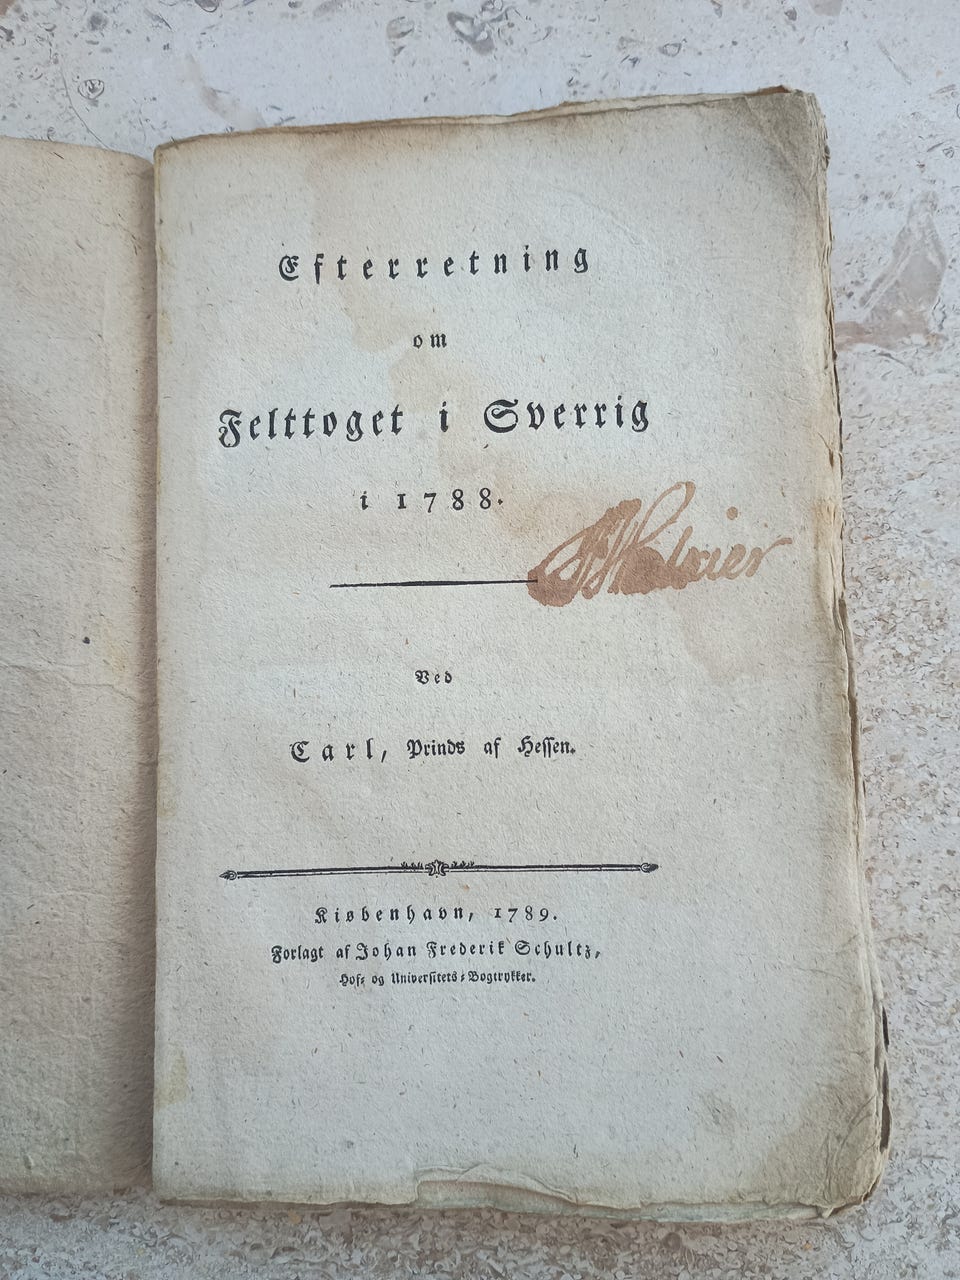 Efterretning
om
Felttoget i Sverrig
i 1788.
Ved
Carl, Prinds af Hessen.
Kiøbenhavn, 1789.
Forlagt af Johan Frederik Schultz,
Hof- og Universitets-Bogtrykker.